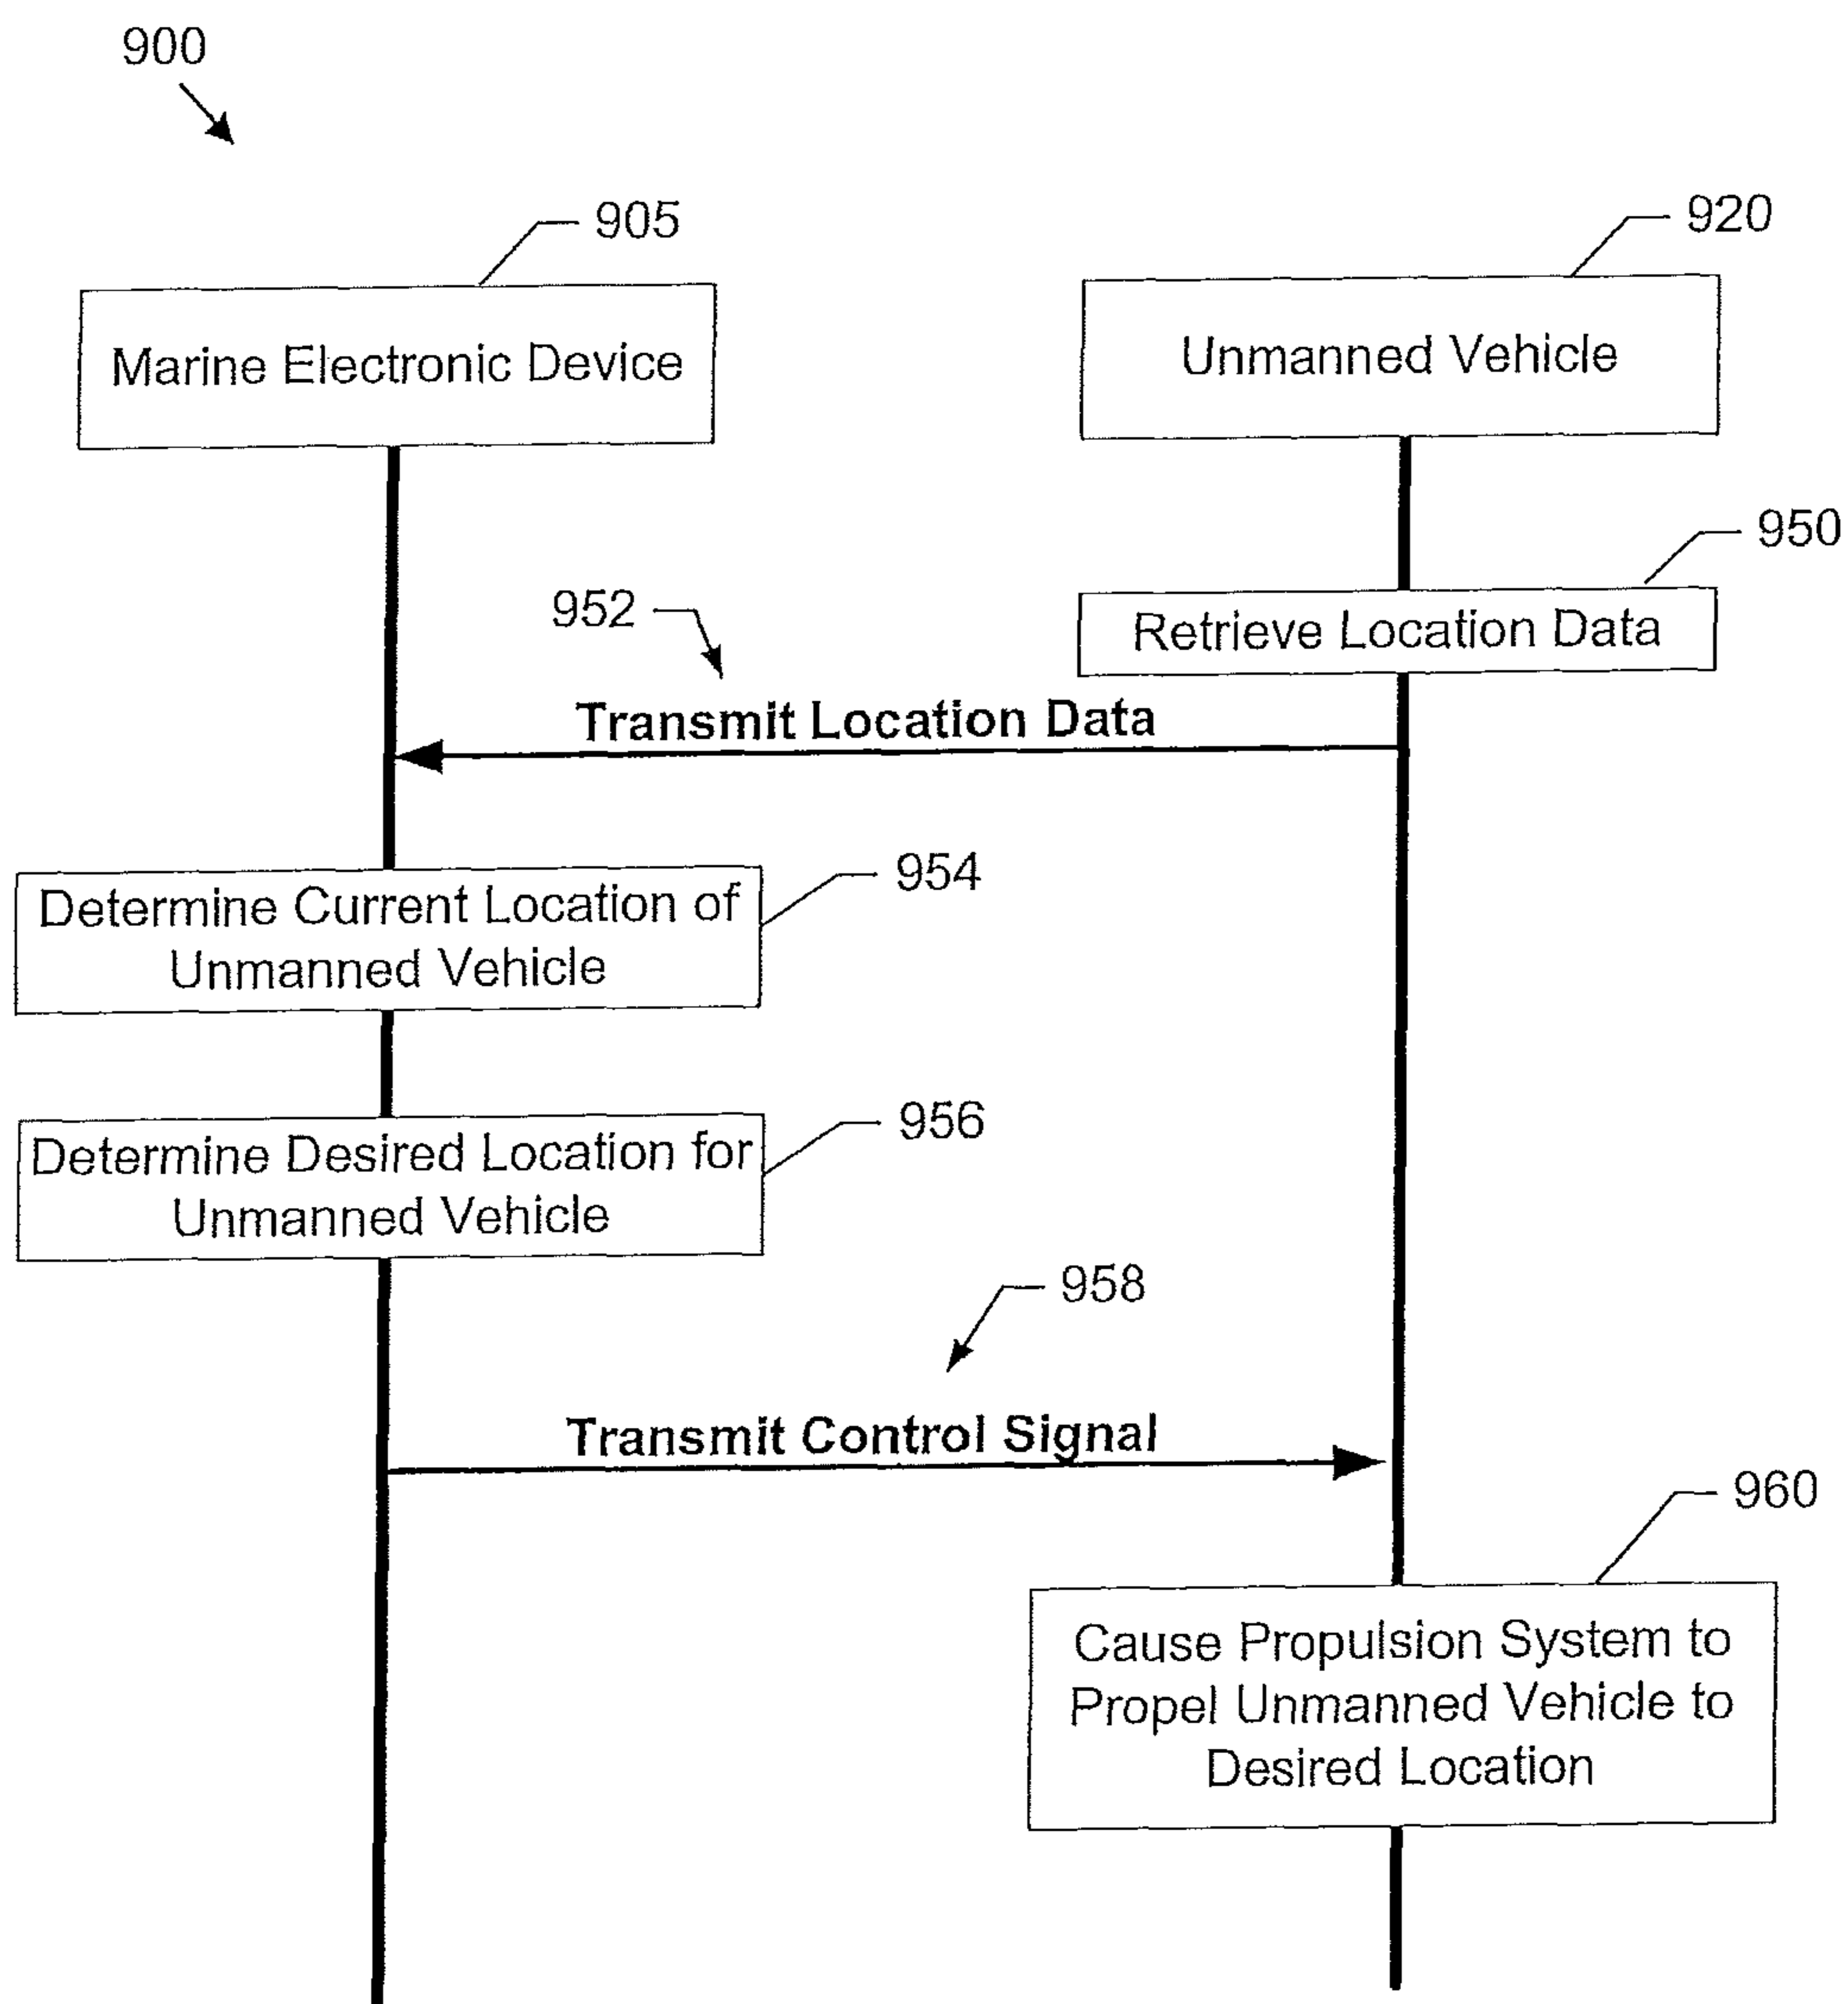 900
905
920
Marine Electronic Device
Unmanned Vehicle
950
952
Retrieve Location Data
Transmit Location Data
954
Determine Current Location of
Unmanned Vehicle
956
Determine Desired Location for
Unmanned Vehicle
958
Transmit Control Signal
960
Cause Propulsion System to
Propel Unmanned Vehicle to
Desired Location